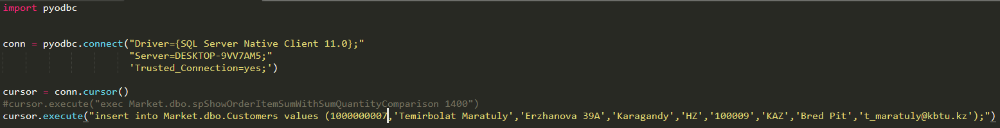 import pyodbc
conn = pyodbc.connect("Driver={SQL Server Native Client 11.0};"
"Server=DESKTOP-9VV7AM5;"
'Trusted_Connection=yes;')
cursor = conn.cursor()
#cursor.execute("exec Market.dbo.spShowOrderItemSumWithSumQuantityComparison 1400")
cursor.execute("insert into Market.dbo.Customers values (1000000007,'Temirbolat Maratuly','Erzhanova 39A','Karagandy','HZ','100009','KAZ','Bred Pit','t_maratuly@kbtu.kz');")